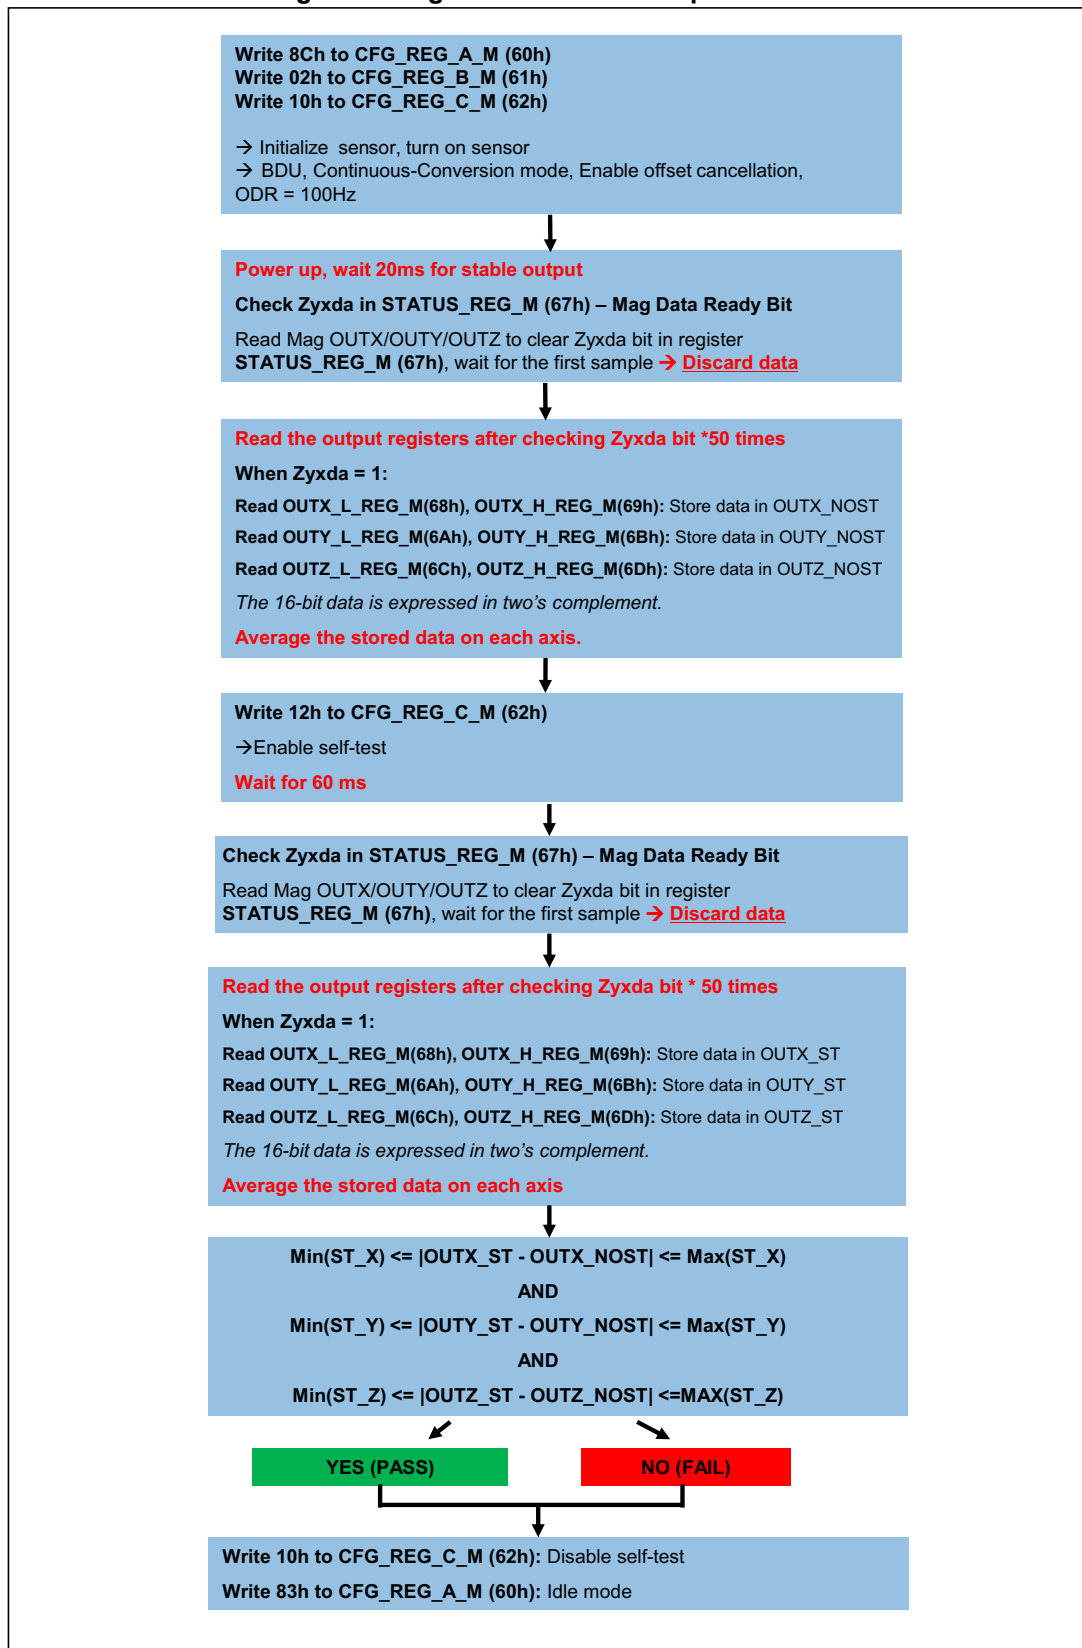 Write 8Ch to CFG_REG_A_M (60h)
Write 02h to CFG_REG_B_M (61h)
Write 10h to CFG_REG_C_M (62h)
→ Initialize sensor, turn on sensor
→ BDU, Continuous-Conversion mode, Enable offset cancellation,
ODR = 100Hz
Power up, wait 20ms for stable output
Check Zyxda in STATUS_REG_M (67h) – Mag Data Ready Bit
Read Mag OUTX/OUTY/OUTZ to clear Zyxda bit in register
STATUS_REG_M (67h), wait for the first sample → Discard data
Read the output registers after checking Zyxda bit *50 times
When Zyxda = 1:
Read OUTX_L_REG_M(68h), OUTX_H_REG_M(69h): Store data in OUTX_NOST
Read OUTY_L_REG_M(6Ah), OUTY_H_REG_M(6Bh): Store data in OUTY_NOST
Read OUTZ_L_REG_M(6Ch), OUTZ_H_REG_M(6Dh): Store data in OUTZ_NOST
The 16-bit data is expressed in two's complement.
Average the stored data on each axis.
Write 12h to CFG_REG_C_M (62h)
→Enable self-test
Wait for 60 ms
Check Zyxda in STATUS_REG_M (67h) – Mag Data Ready Bit
Read Mag OUTX/OUTY/OUTZ to clear Zyxda bit in register
STATUS_REG_M (67h), wait for the first sample → Discard data
Read the output registers after checking Zyxda bit * 50 times
When Zyxda = 1:
Read OUTX_L_REG_M(68h), OUTX_H_REG_M(69h): Store data in OUTX_ST
Read OUTY_L_REG_M(6Ah), OUTY_H_REG_M(6Bh): Store data in OUTY_ST
Read OUTZ_L_REG_M(6Ch), OUTZ_H_REG_M(6Dh): Store data in OUTZ_ST
The 16-bit data is expressed in two's complement.
Average the stored data on each axis
Min(ST_X) <= |OUTX_ST - OUTX_NOST| <= Max(ST_X)
AND
Min(ST_Y) <= |OUTY_ST - OUTY_NOST| <= Max(ST_Y)
AND
Min(ST_Z) <= |OUTZ_ST - OUTZ_NOST| <=MAX(ST_Z)
YES (PASS)
NO (FAIL)
Write 10h to CFG_REG_C_M (62h): Disable self-test
Write 83h to CFG_REG_A_M (60h): Idle mode